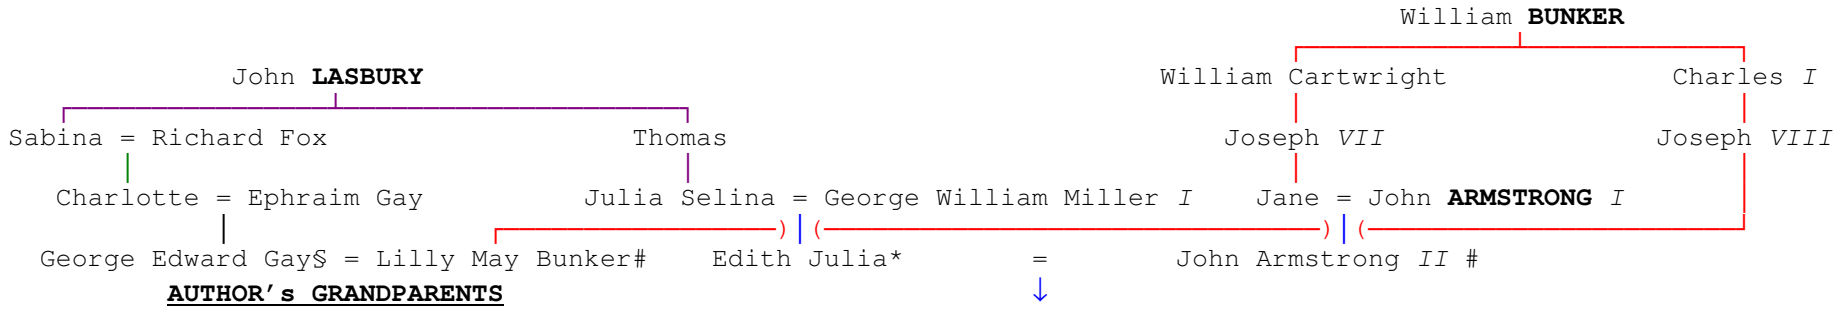 William BUNKER
John LASBURY William Cartwright Charles I
Sabina = Richard Fox Thomas Joseph VII Joseph VIII
Charlotte = Ephraim Gay Julia Selina = George William Miller I Jane = John ARMSTRONG I
)|( )|(
George Edward Gay§ = Lilly May Bunker# Edith Julia* = John Armstrong II #
AUTHOR's GRANDPARENTS ↓